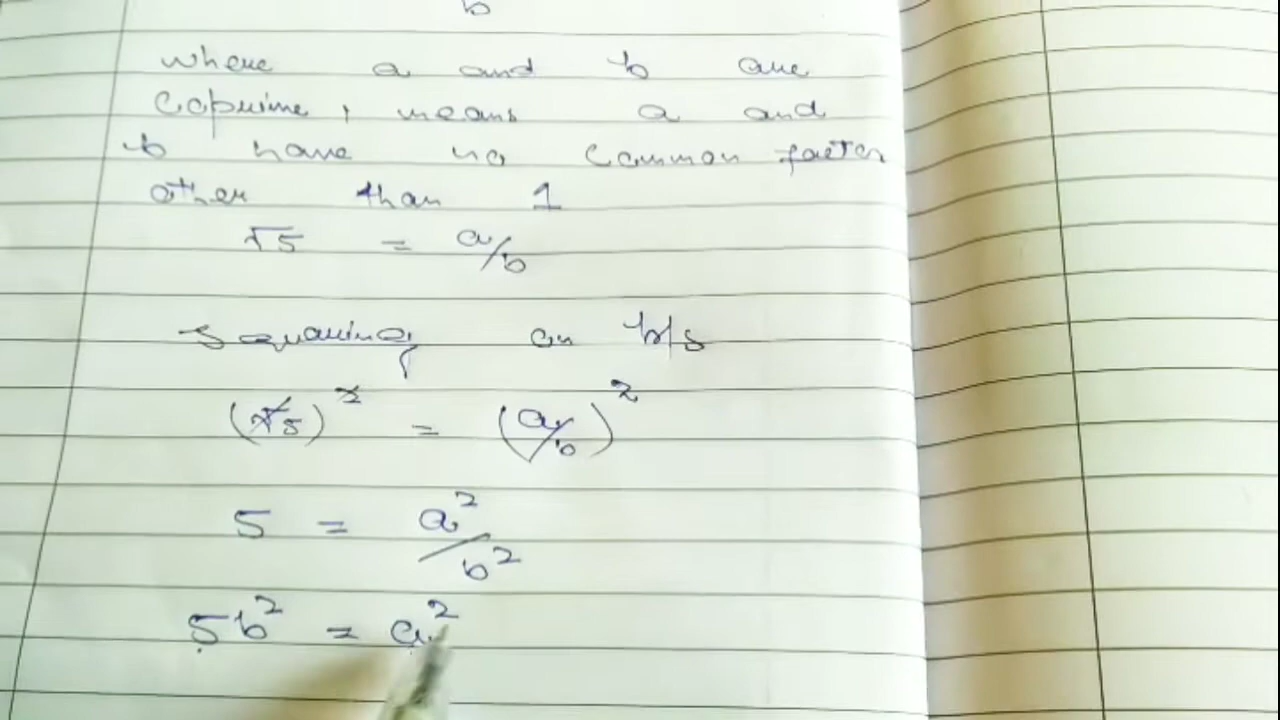 b
where a and b are
coprime, means a and
b have no common factor
other than 1
√5 = a/b
squaring on b/s
(√5)² = (a/b)²
5 = a²/b²
5b² = a²